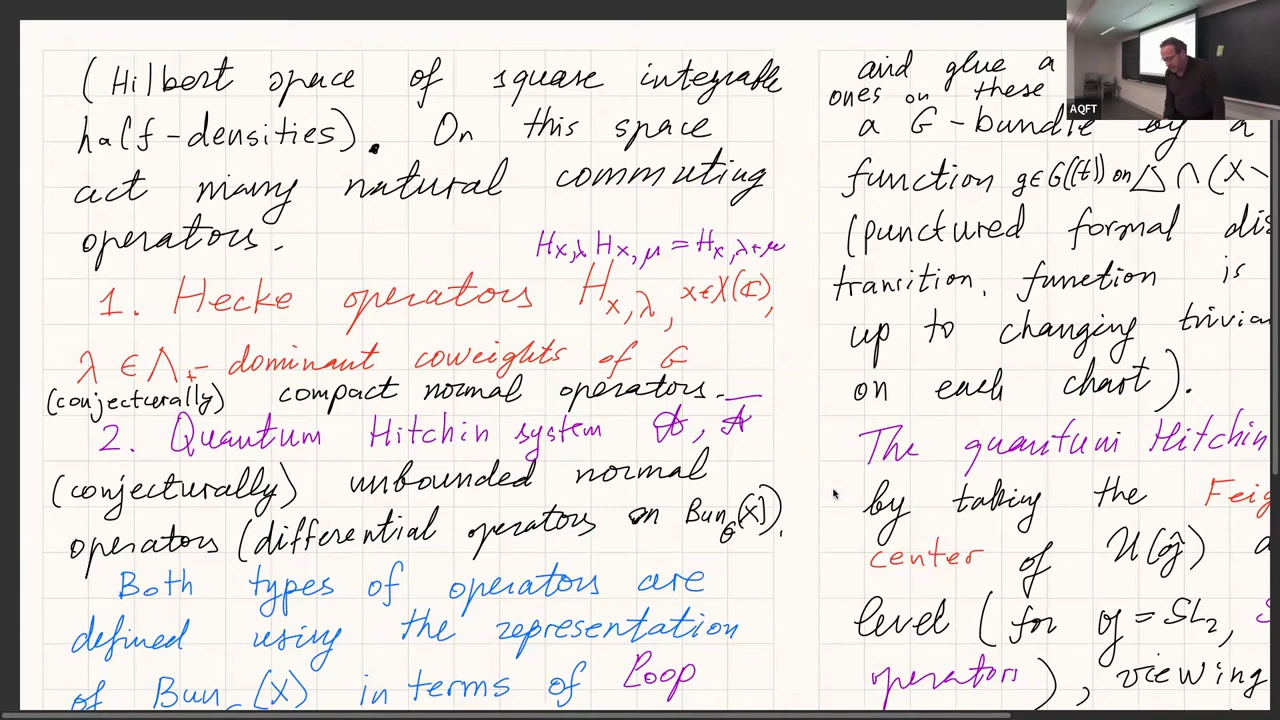 (Hilbert space of square integrable
half-densities). On this space
act many natural commuting
operators.
H_{x,λ} H_{x,μ} = H_{x,λ+μ}
1. Hecke operators H_{x,λ}, x∈X(ℂ),
λ ∈ Λ_+ - dominant coweights of G
(conjecturally) compact normal operators.
2. Quantum Hitchin system
(conjecturally) unbounded normal
operators (differential operators on Bun_G(X)).
Both types of operators are
defined using the representation
of Bun_G(X) in terms of Loop
and glue a
ones on these
a G-bundle by a
function g∈G((t)) on △ ∩ (X
(punctured formal
transition function is
up to changing
on each chart).
The quantum Hitchin
by taking the
center of U(ĝ)
level (for g = SL_2,
operators), viewing
AQFT